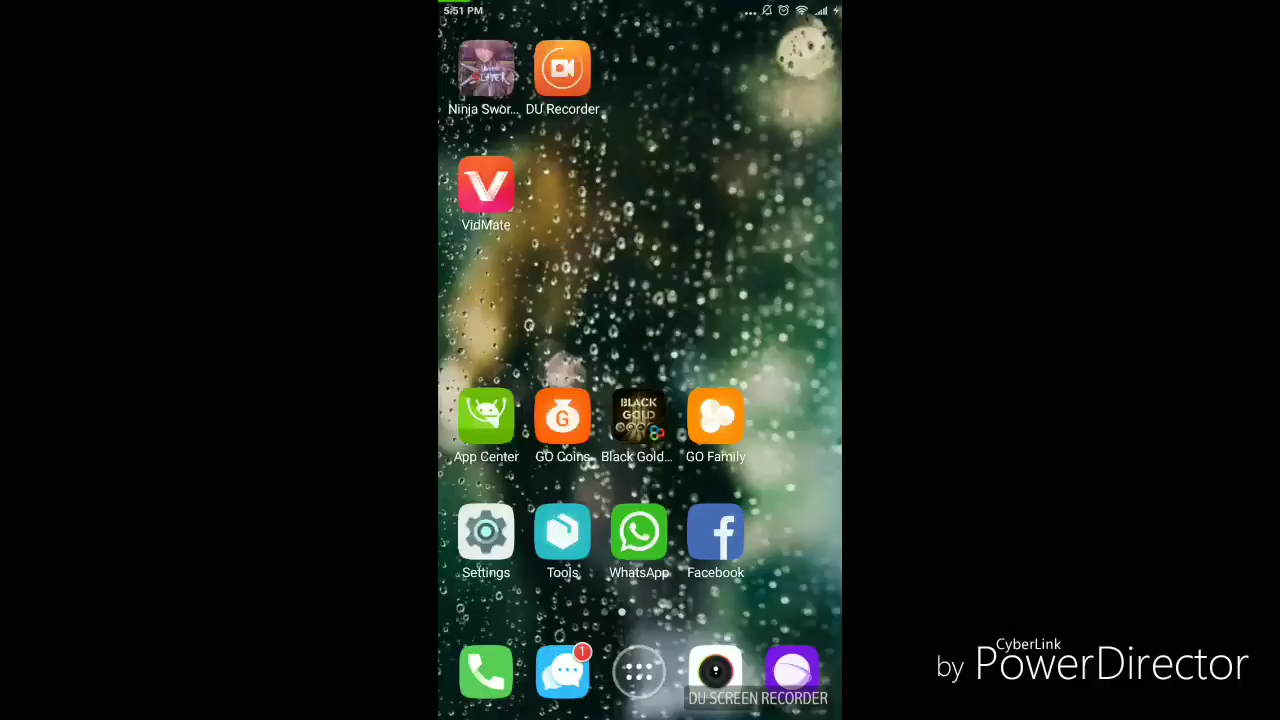 5:51 PM
Ninja Swor... DU Recorder
VidMate
BLACK
GOLD
App Center GO Coins Black Gold... GO Family
Settings Tools WhatsApp Facebook
1
DU SCREEN RECORDER
CyberLink
by PowerDirector